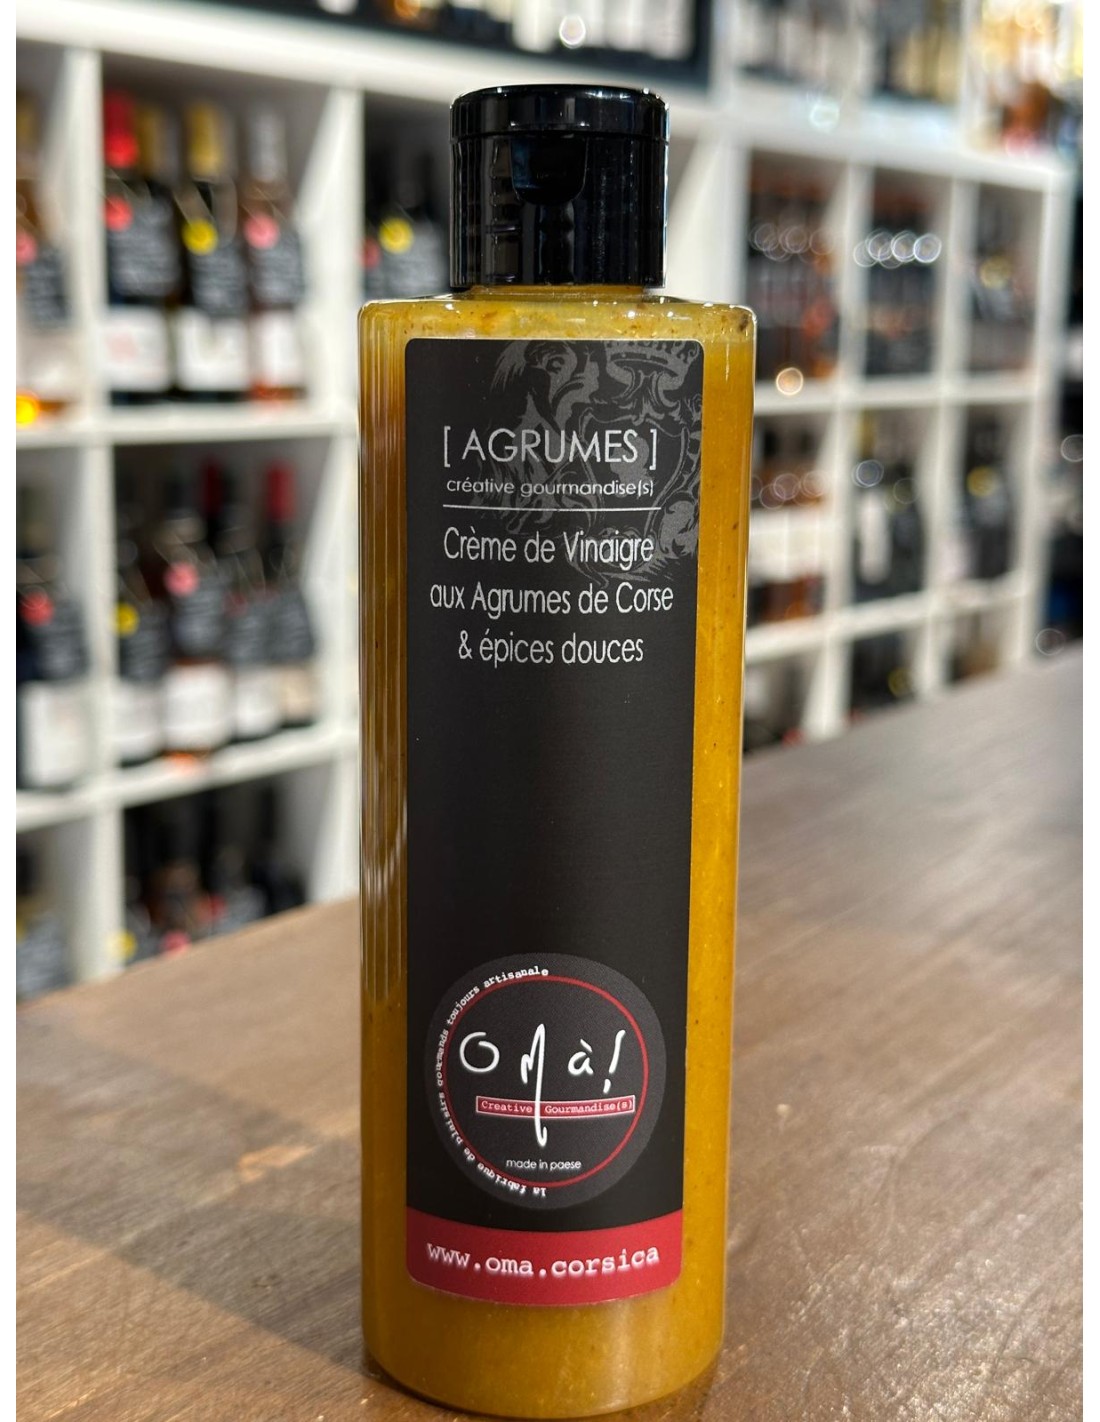 [ AGRUMES ]
créative gourmandise(s)
Crème de Vinaigre
aux Agrumes de Corse
& épices douces
la fabrique de plaisirs gourmands toujours artisanale
O Mà!
Creative Gourmandise(s)
made in paese
www.oma.corsica